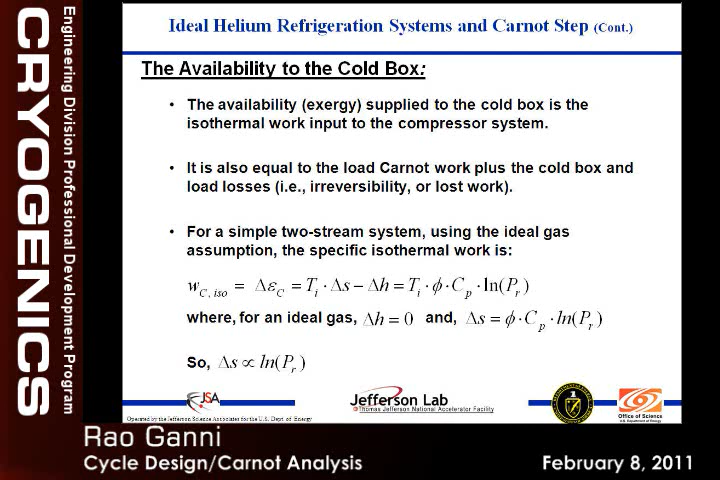 Engineering Division Professional Development Program
CRYOGENICS
Ideal Helium Refrigeration Systems and Carnot Step (Cont.)
The Availability to the Cold Box:
• The availability (exergy) supplied to the cold box is the
isothermal work input to the compressor system.
• It is also equal to the load Carnot work plus the cold box and
load losses (i.e., irreversibility, or lost work).
• For a simple two-stream system, using the ideal gas
assumption, the specific isothermal work is:
w_{C, iso} = Δε_C = T_i · Δs − Δh = T_i · ϕ · C_p · ln(P_r)
where, for an ideal gas, Δh = 0 and, Δs = ϕ · C_p · ln(P_r)
So, Δs ∝ ln(P_r)
JSA
Jefferson Lab
Thomas Jefferson National Accelerator Facility
Office of Science
U.S. Department of Energy
Operated by the Jefferson Science Associates for the U.S. Dept. of Energy
Rao Ganni
Cycle Design/Carnot Analysis
February 8, 2011